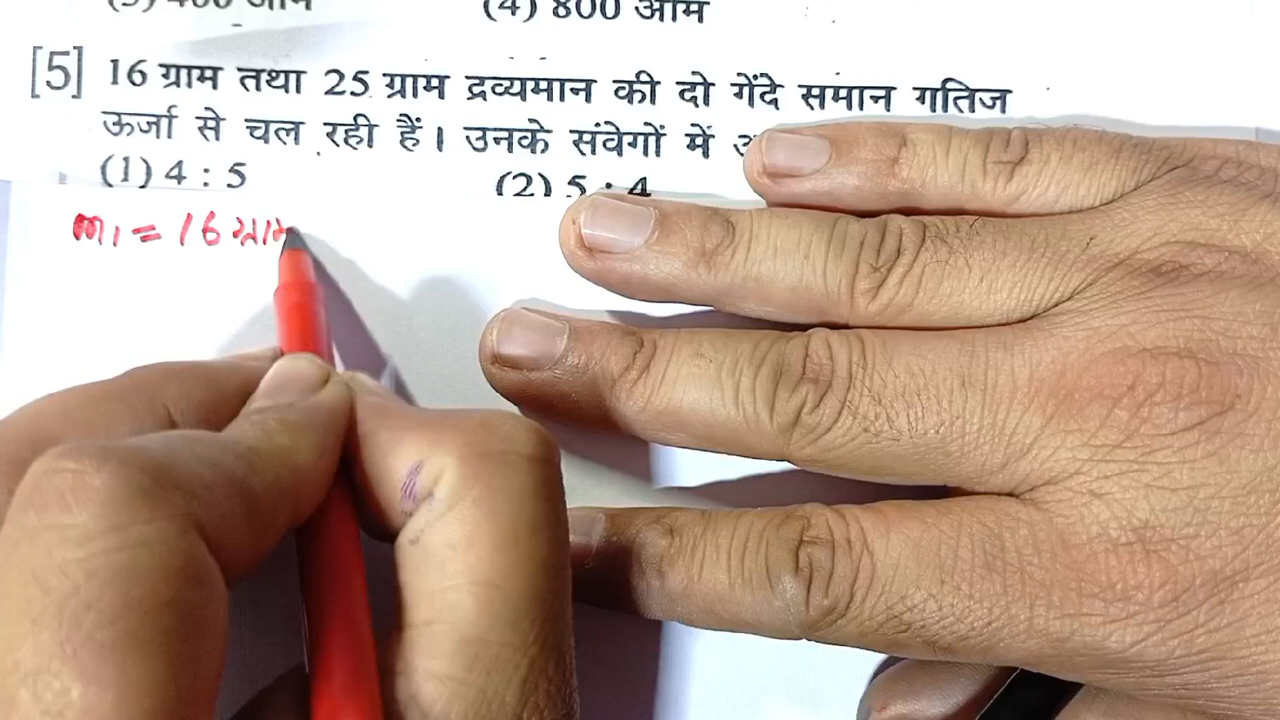 (4) 800 ओम
[5] 16 ग्राम तथा 25 ग्राम द्रव्यमान की दो गेंदे समान गतिज
ऊर्जा से चल रही हैं। उनके संवेगों में
(1) 4 : 5 (2) 5 : 4
m₁ = 16 ग्राम